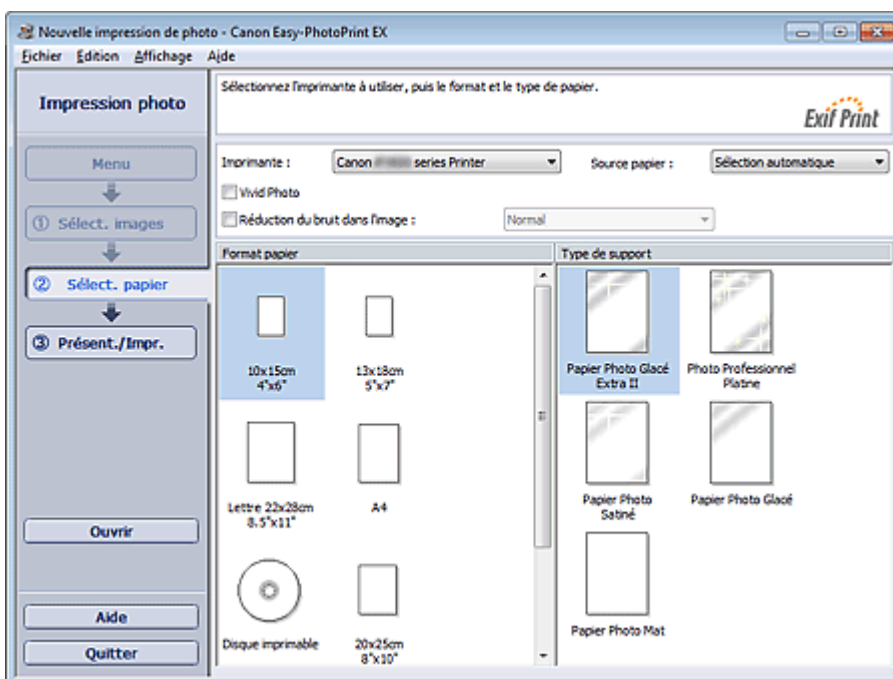 Nouvelle impression de photo - Canon Easy-PhotoPrint EX
Fichier Edition Affichage Aide
Impression photo
Sélectionnez l'imprimante à utiliser, puis le format et le type de papier.
Exif Print
Menu
① Sélect. images
② Sélect. papier
③ Présent./Impr.
Ouvrir
Aide
Quitter
Imprimante :
Canon series Printer
Source papier :
Sélection automatique
Vivid Photo
Réduction du bruit dans l'image :
Normal
Format papier
10x15cm
4"x6"
13x18cm
5"x7"
Lettre 22x28cm
8.5"x11"
A4
Disque imprimable
20x25cm
8"x10"
Type de support
Papier Photo Glacé
Extra II
Photo Professionnel
Platine
Papier Photo
Satiné
Papier Photo Glacé
Papier Photo Mat